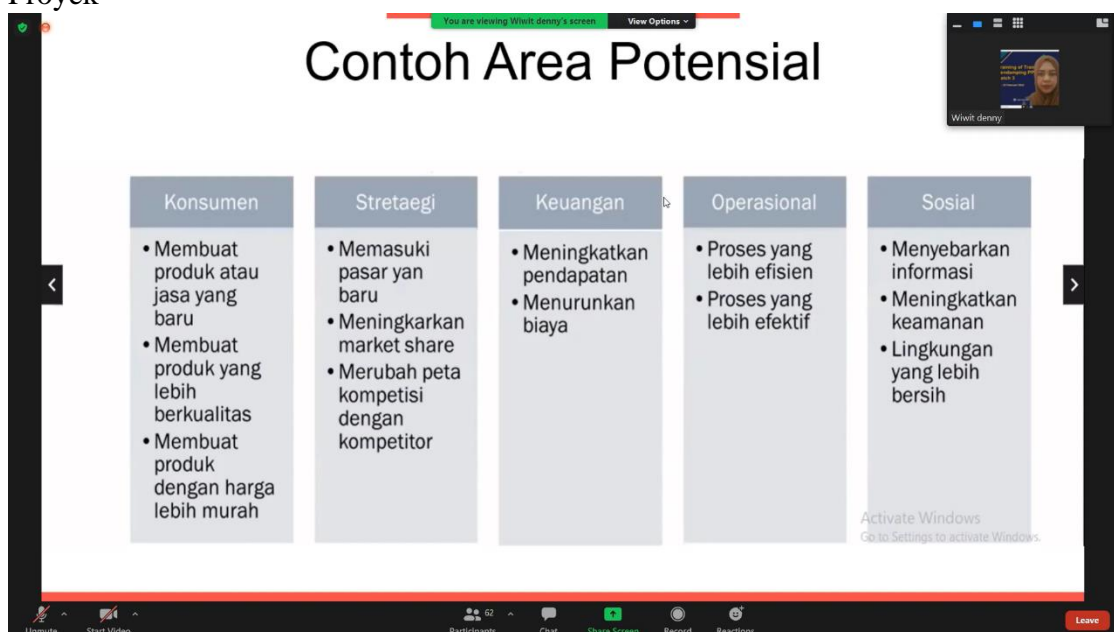 Proyek
You are viewing Wiwit denny's screen
View Options
Contoh Area Potensial
Wiwit denny
Konsumen
• Membuat
produk atau
jasa yang
baru
• Membuat
produk yang
lebih
berkualitas
• Membuat
produk
dengan harga
lebih murah
Stretaegi
• Memasuki
pasar yan
baru
• Meningkarkan
market share
• Merubah peta
kompetisi
dengan
kompetitor
Keuangan
• Meningkatkan
pendapatan
• Menurunkan
biaya
Operasional
• Proses yang
lebih efisien
• Proses yang
lebih efektif
Sosial
• Menyebarkan
informasi
• Meningkatkan
keamanan
• Lingkungan
yang lebih
bersih
Activate Windows
Go to Settings to activate Windows.
Unmute
Start Video
62
Participants
Chat
Share Screen
Record
Reactions
Leave